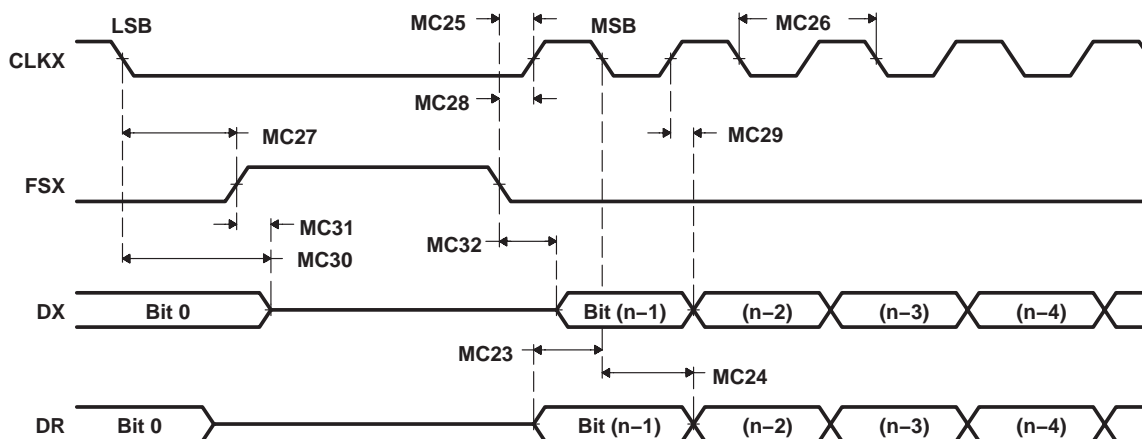 LSB MC25 MSB MC26
CLKX
MC28
MC27 MC29
FSX
MC31
MC32
MC30
DX Bit 0 Bit (n–1) (n–2) (n–3) (n–4)
MC23
MC24
DR Bit 0 Bit (n–1) (n–2) (n–3) (n–4)